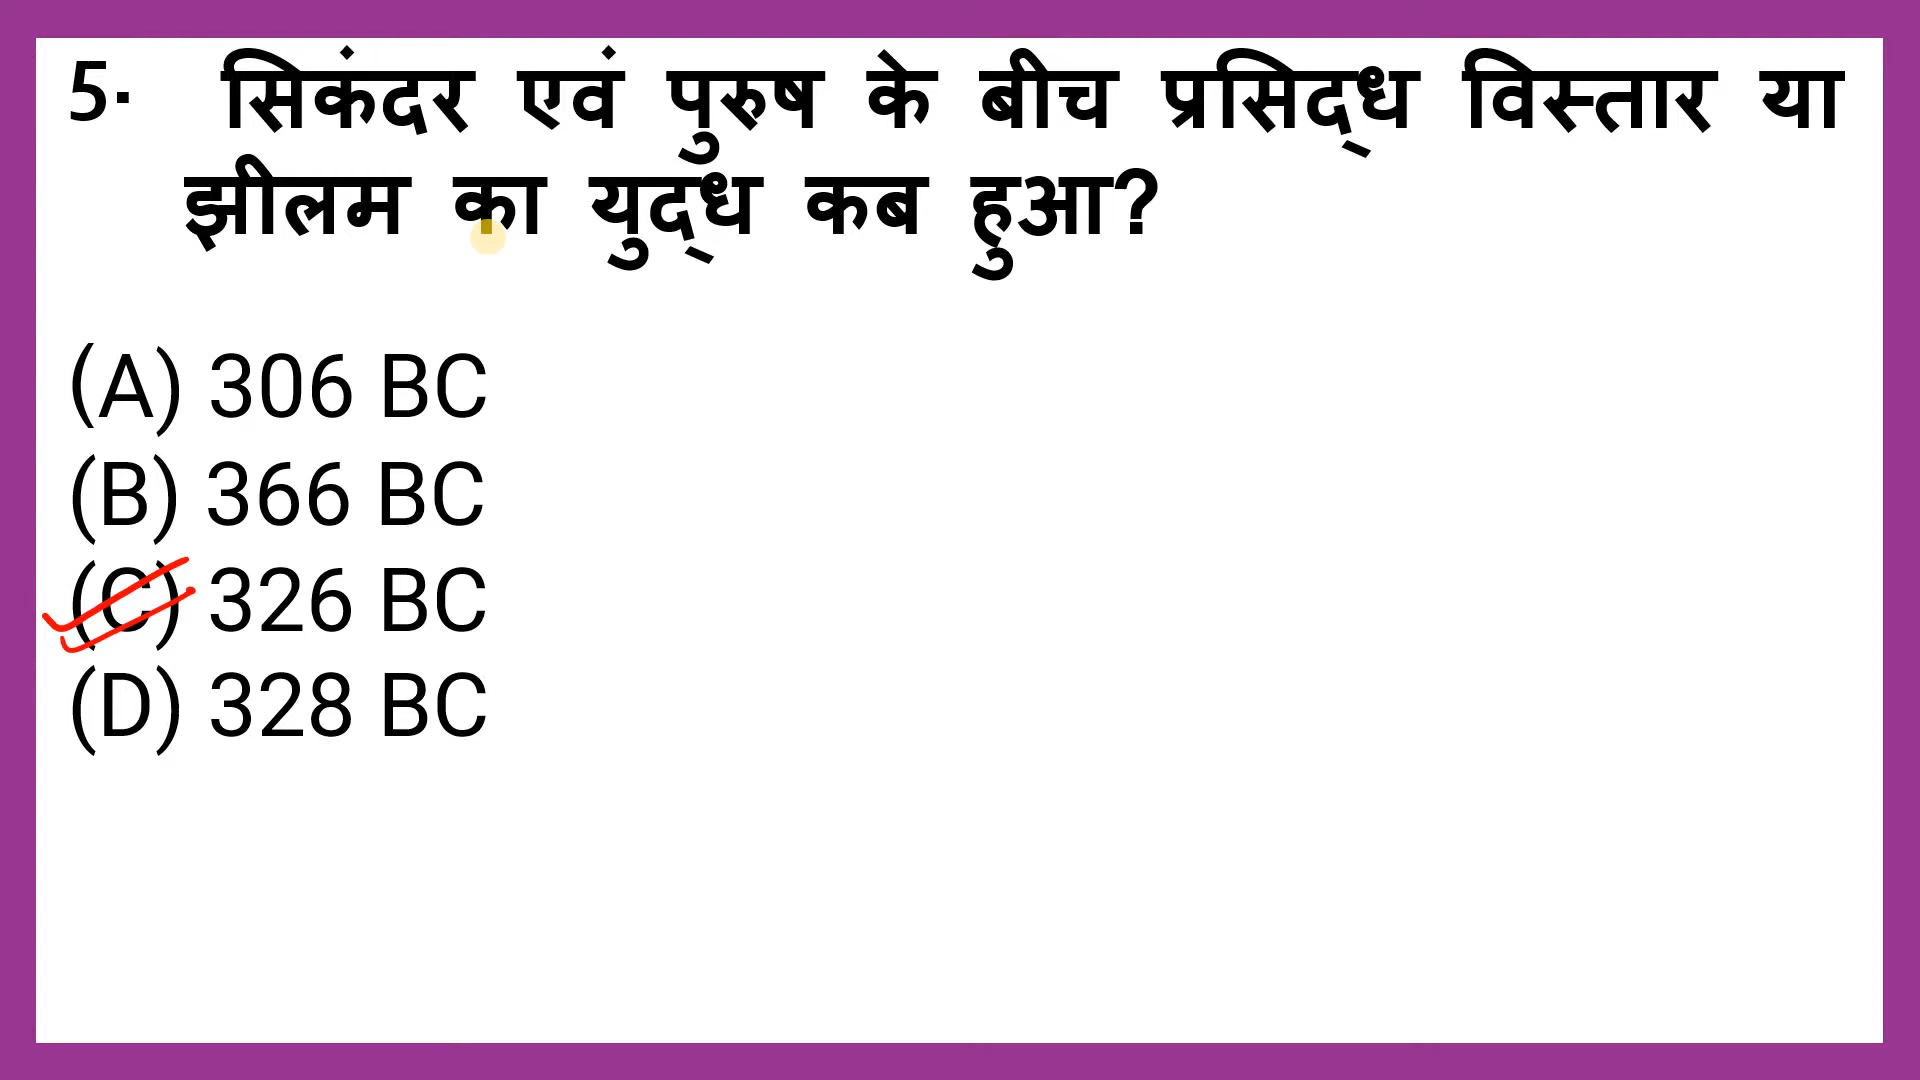 5· सिकंदर एवं पुरुष के बीच प्रसिद्ध विस्तार या
झीलम का युद्ध कब हुआ?
(A) 306 BC
(B) 366 BC
(C) 326 BC
(D) 328 BC